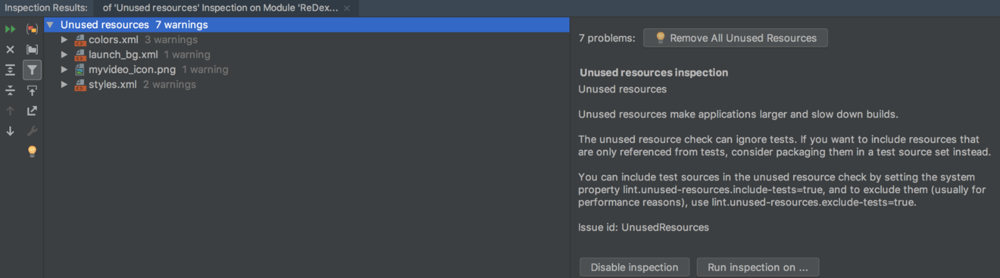 Inspection Results: of 'Unused resources' Inspection on Module 'ReDex...
Unused resources 7 warnings
colors.xml 3 warnings
launch_bg.xml 1 warning
myvideo_icon.png 1 warning
styles.xml 2 warnings
7 problems: Remove All Unused Resources
Unused resources inspection
Unused resources
Unused resources make applications larger and slow down builds.
The unused resource check can ignore tests. If you want to include resources that
are only referenced from tests, consider packaging them in a test source set instead.
You can include test sources in the unused resource check by setting the system
property lint.unused-resources.include-tests=true, and to exclude them (usually for
performance reasons), use lint.unused-resources.exclude-tests=true.
Issue id: UnusedResources
Disable inspection Run inspection on ...